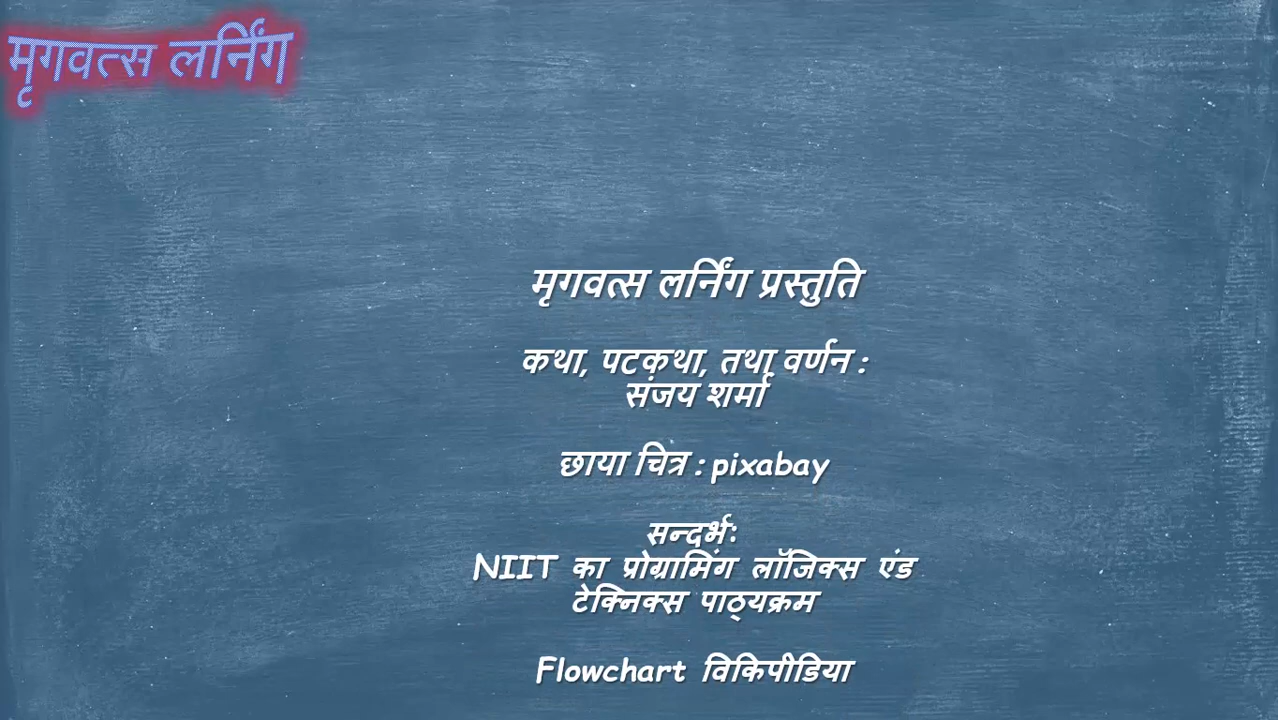 मृगवत्स लर्निंग
मृगवत्स लर्निंग प्रस्तुति
कथा, पटकथा, तथा वर्णन :
संजय शर्मा
छाया चित्र : pixabay
सन्दर्भ:
NIIT का प्रोग्रामिंग लॉजिक्स एंड
टेक्निक्स पाठ्यक्रम
Flowchart विकिपीडिया